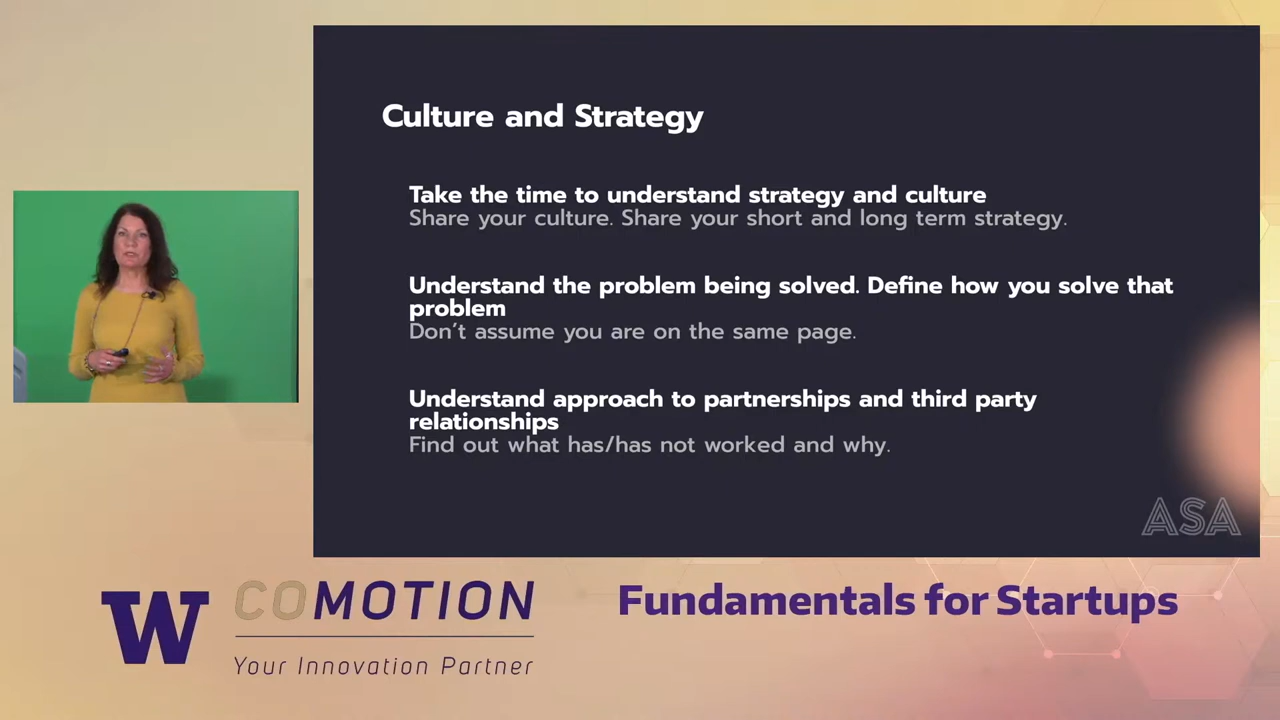 Culture and Strategy
Take the time to understand strategy and culture
Share your culture. Share your short and long term strategy.
Understand the problem being solved. Define how you solve that
problem
Don’t assume you are on the same page.
Understand approach to partnerships and third party
relationships
Find out what has/has not worked and why.
ASA
W
COMOTION
Your Innovation Partner
Fundamentals for Startups